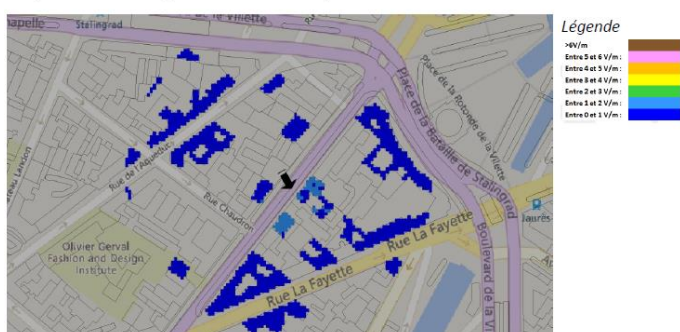 apelle
Stalingrad
de la Villette
Place de la Rotonde de la Villette
Place de la Bataille de Stalingrad
Rue de l'Aqueduc
Rue Chaudron
Olivier Gerval
Fashion and Design
Institute
Rue La Fayette
Rue La Fayette
Jaurès
Boulevard de la Vi
Légende
>6V/m
Entre 5 et 6 V/m :
Entre 4 et 5 V/m :
Entre 3 et 4 V/m :
Entre 2 et 3 V/m :
Entre 1 et 2 V/m :
Entre 0 et 1 V/m :